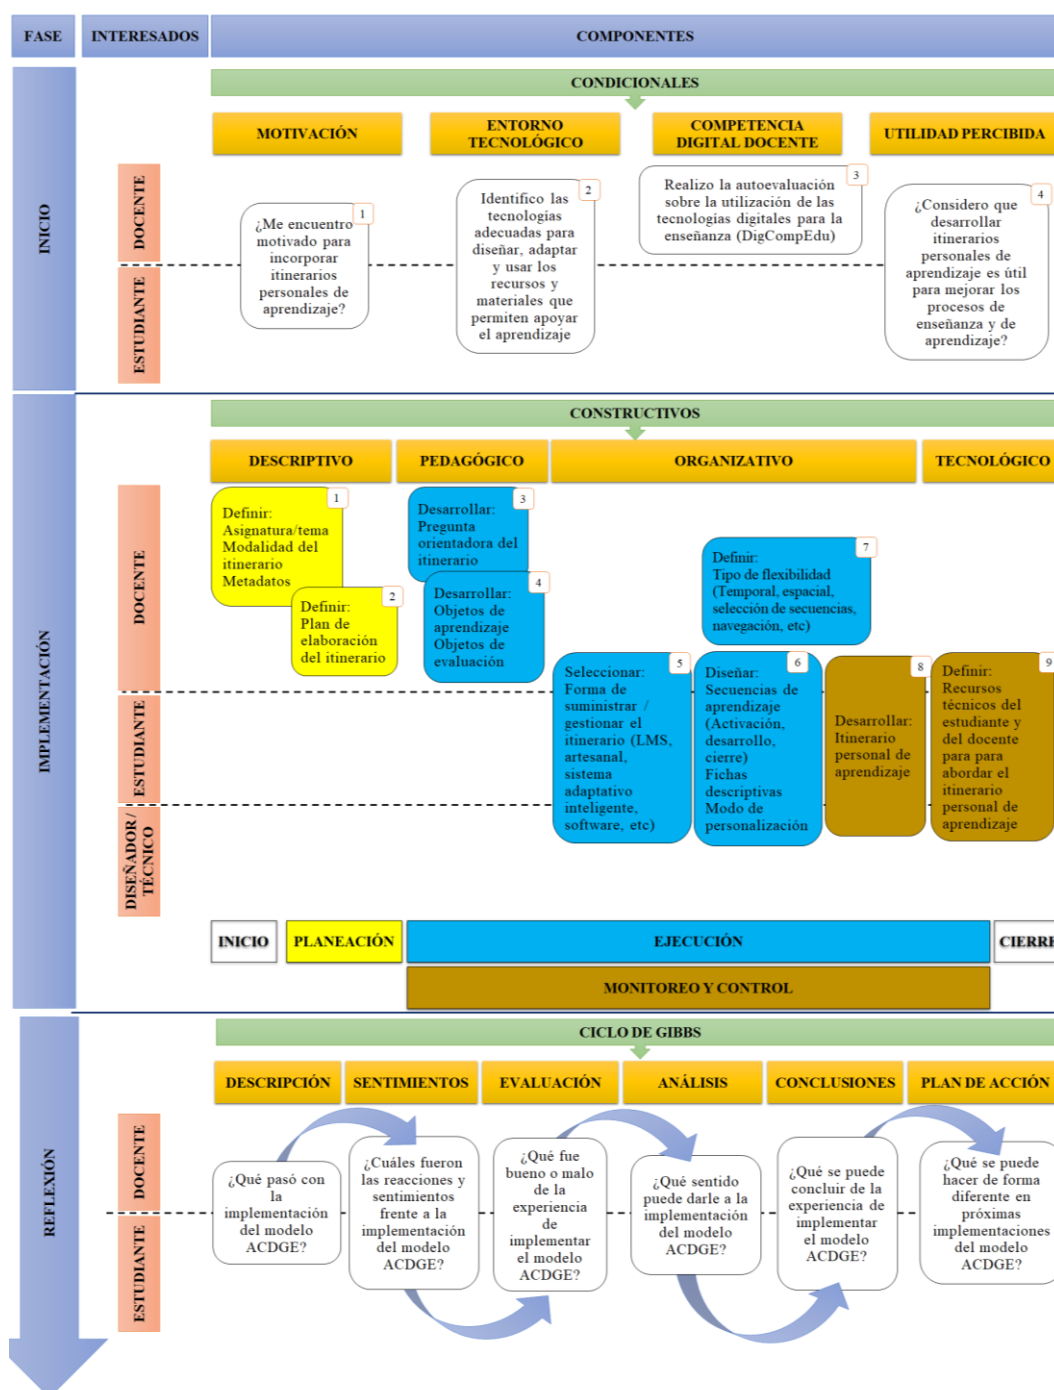 FASE
INTERESADOS
COMPONENTES
INICIO
CONDICIONALES
MOTIVACIÓN
ENTORNO
TECNOLÓGICO
COMPETENCIA
DIGITAL DOCENTE
UTILIDAD PERCIBIDA
DOCENTE
ESTUDIANTE
1
¿Me encuentro
motivado para
incorporar
itinerarios
personales de
aprendizaje?
2
Identifico las
tecnologías
adecuadas para
diseñar, adaptar
y usar los
recursos y
materiales que
permiten apoyar
el aprendizaje
3
Realizo la autoevaluación
sobre la utilización de las
tecnologías digitales para la
enseñanza (DigCompEdu)
4
¿Considero que
desarrollar
itinerarios
personales de
aprendizaje es útil
para mejorar los
procesos de
enseñanza y de
aprendizaje?
IMPLEMENTACIÓN
CONSTRUCTIVOS
DESCRIPTIVO
PEDAGÓGICO
ORGANIZATIVO
TECNOLÓGICO
DOCENTE
ESTUDIANTE
DISEÑADOR /
TÉCNICO
1
Definir:
Asignatura/tema
Modalidad del
itinerario
Metadatos
2
Definir:
Plan de
elaboración
del itinerario
3
Desarrollar:
Pregunta
orientadora del
itinerario
4
Desarrollar:
Objetos de
aprendizaje
Objetos de
evaluación
5
Seleccionar:
Forma de
suministrar /
gestionar el
itinerario (LMS,
artesanal,
sistema
adaptativo
inteligente,
software, etc)
6
Diseñar:
Secuencias de
aprendizaje
(Activación,
desarrollo,
cierre)
Fichas
descriptivas
Modo de
personalización
7
Definir:
Tipo de flexibilidad
(Temporal, espacial,
selección de secuencias,
navegación, etc)
8
Desarrollar:
Itinerario
personal de
aprendizaje
9
Definir:
Recursos
técnicos del
estudiante y
del docente
para para
abordar el
itinerario
personal de
aprendizaje
INICIO
PLANEACIÓN
EJECUCIÓN
CIERRE
MONITOREO Y CONTROL
REFLEXIÓN
CICLO DE GIBBS
DESCRIPCIÓN
SENTIMIENTOS
EVALUACIÓN
ANÁLISIS
CONCLUSIONES
PLAN DE ACCIÓN
DOCENTE
ESTUDIANTE
¿Qué pasó con
la
implementación
del modelo
ACDGE?
¿Cuáles fueron
las reacciones y
sentimientos
frente a la
implementación
del modelo
ACDGE?
¿Qué fue
bueno o malo
de la
experiencia
de
implementar
el modelo
ACDGE?
¿Qué sentido
puede darle a la
implementación
del modelo
ACDGE?
¿Qué se puede
concluir de la
experiencia de
implementar
el modelo
ACDGE?
¿Qué se puede
hacer de forma
diferente en
próximas
implementaciones
del modelo
ACDGE?